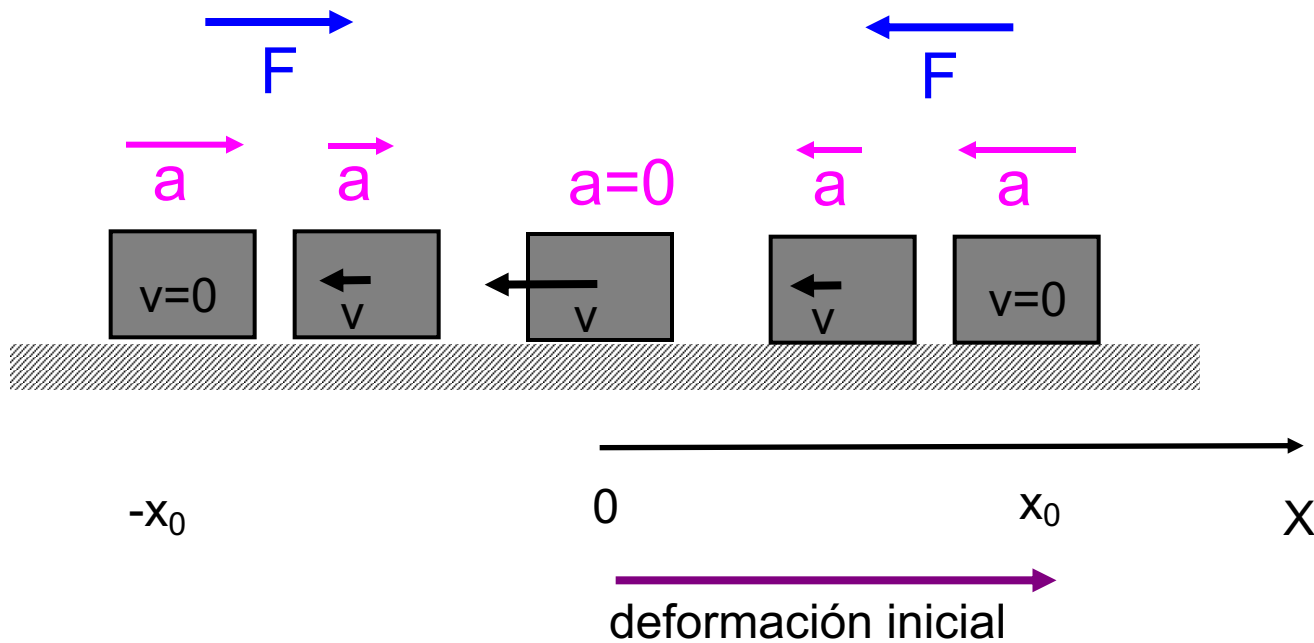 F F
a a a=0 a a
v=0 v v v v=0
-x₀ 0 x₀ X
deformación inicial